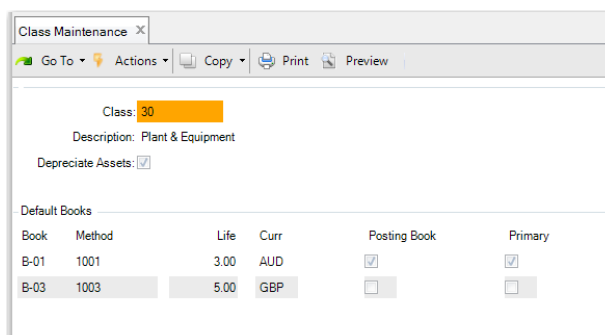 Class Maintenance X
Go To Actions Copy Print Preview
Class: 30
Description: Plant & Equipment
Depreciate Assets:
Default Books
Book Method Life Curr Posting Book Primary
B-01 1001 3.00 AUD
B-03 1003 5.00 GBP